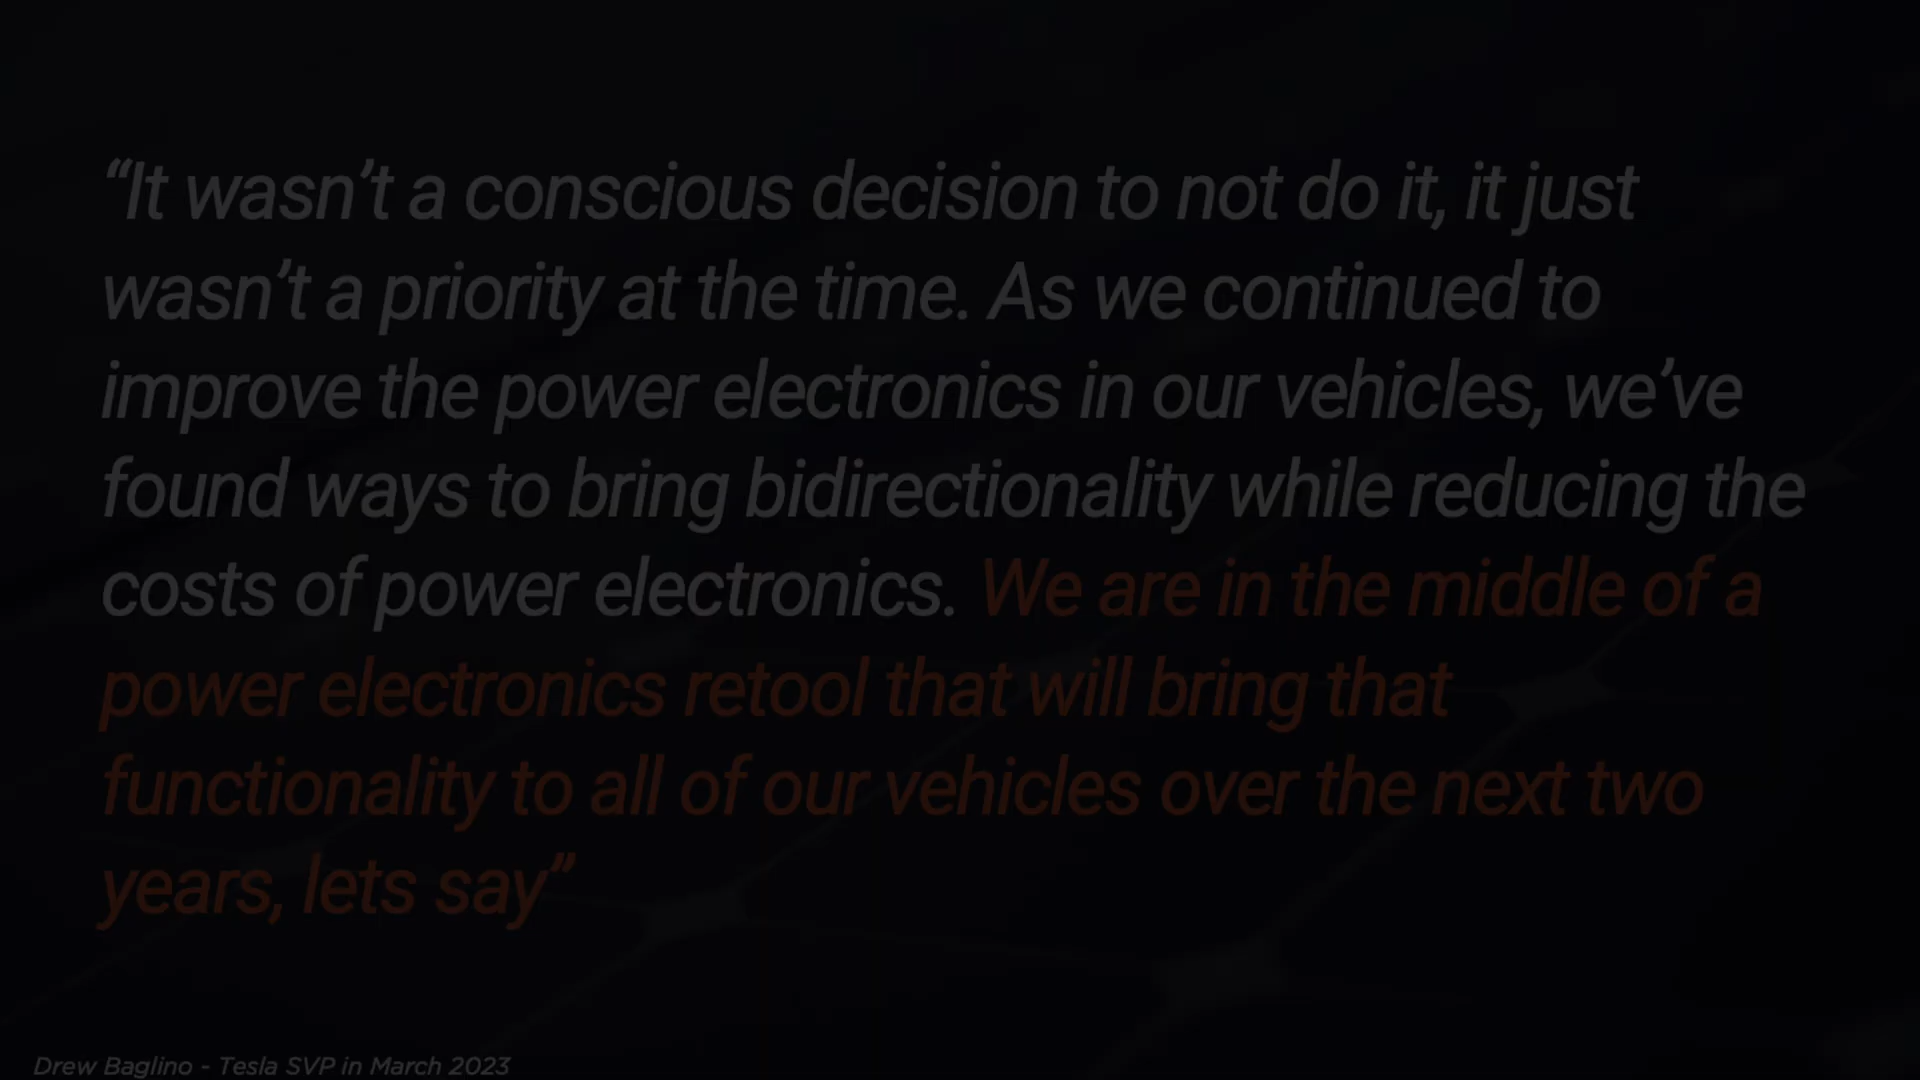 “It wasn’t a conscious decision to not do it, it just
wasn’t a priority at the time. As we continued to
improve the power electronics in our vehicles, we’ve
found ways to bring bidirectionality while reducing the
costs of power electronics. We are in the middle of a
power electronics retool that will bring that
functionality to all of our vehicles over the next two
years, lets say”
Drew Baglino - Tesla SVP in March 2023